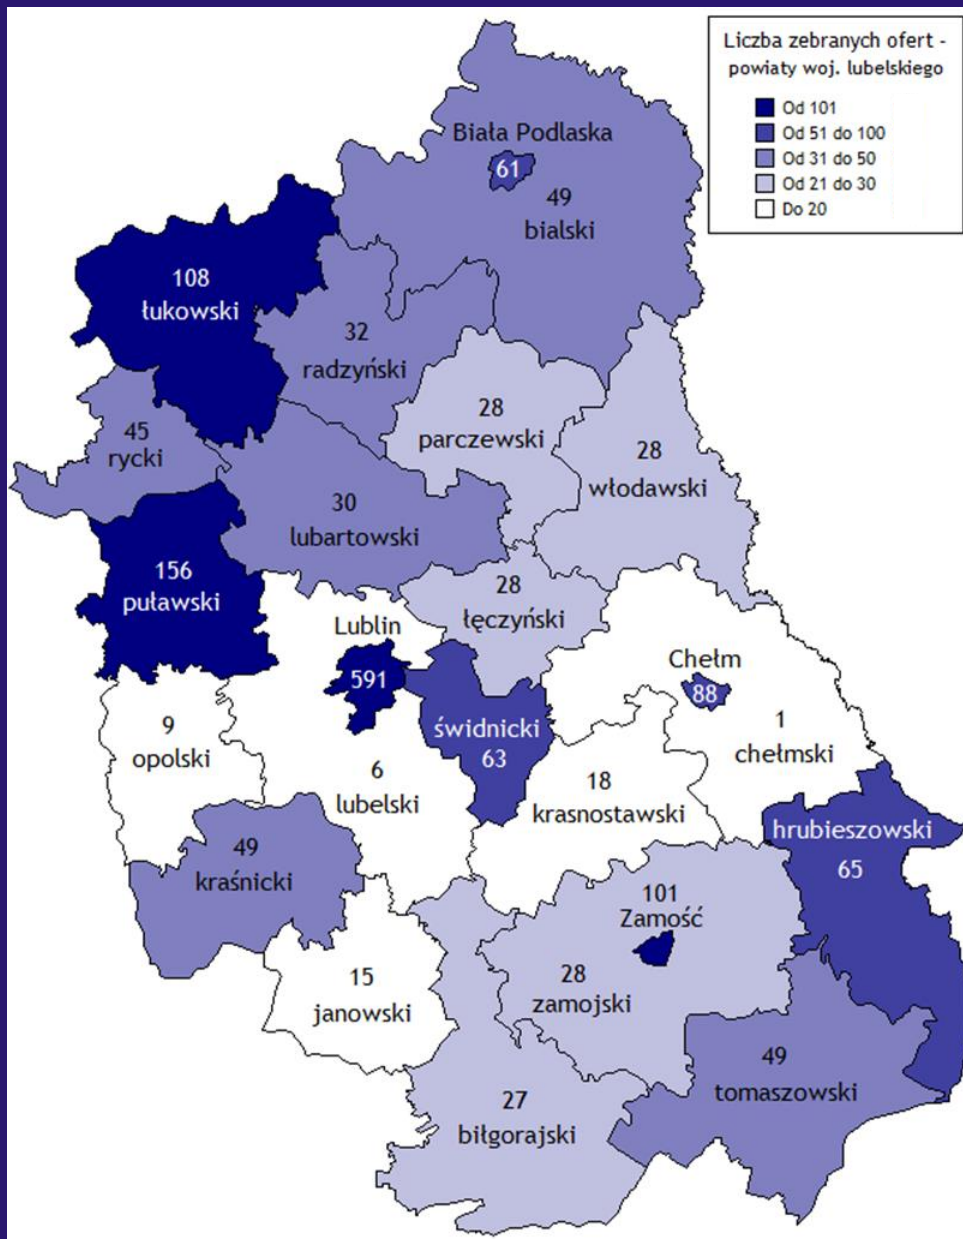 Liczba zebranych ofert -
powiaty woj. lubelskiego
Od 101
Od 51 do 100
Od 31 do 50
Od 21 do 30
Do 20
Biała Podlaska
61
49
bialski
108
łukowski
32
radzyński
28
parczewski
45
rycki
28
włodawski
30
lubartowski
156
puławski
28
łęczyński
Lublin
591
Chełm
88
świdnicki
63
9
opolski
1
chełmski
6
lubelski
18
krasnostawski
hrubieszowski
65
49
kraśnicki
101
Zamość
28
zamojski
15
janowski
49
tomaszowski
27
biłgorajski